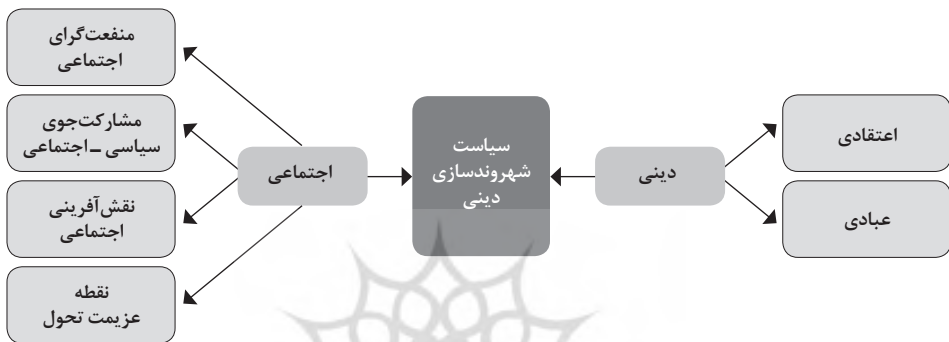 اعتقادی
عبادی
دینی
سیاست
شهروندسازی
دینی
اجتماعی
منفعت‌گرای
اجتماعی
مشارکت‌جوی
سیاسی ـ اجتماعی
نقش‌آفرینی
اجتماعی
نقطه
عزیمت تحول